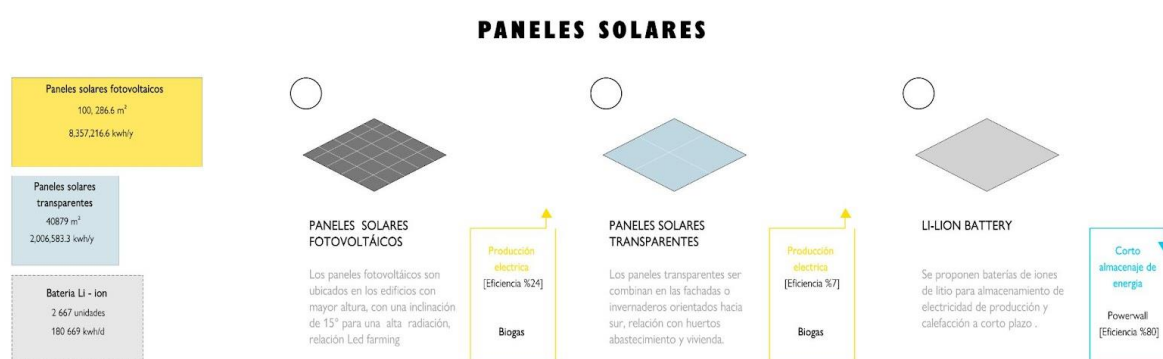 PANELES SOLARES
Paneles solares fotovoltaicos
100, 286.6 m²
8,357,216.6 kwh/y
Paneles solares
transparentes
40879 m²
2,006,583.3 kwh/y
Bateria Li - ion
2 667 unidades
180 669 kwh/d
PANELES SOLARES
FOTOVOLTÁICOS
Los paneles fotovoltáicos son
ubicados en los edificios con
mayor altura, con una inclinación
de 15° para una alta radiación,
relación Led farming
Producción
electrica
[Eficiencia %24]
Biogas
PANELES SOLARES
TRANSPARENTES
Los paneles transparentes ser
combinan en las fachadas o
invernaderos orientados hacia
sur, relación con huertos
abastecimiento y vivienda.
Producción
electrica
[Eficiencia %7]
Biogas
LI-LION BATTERY
Se proponen baterías de iones
de litio para almacenamiento de
electricidad de producción y
calefacción a corto plazo .
Corto
almacenaje de
energía
Powerwall
[Eficiencia %80]